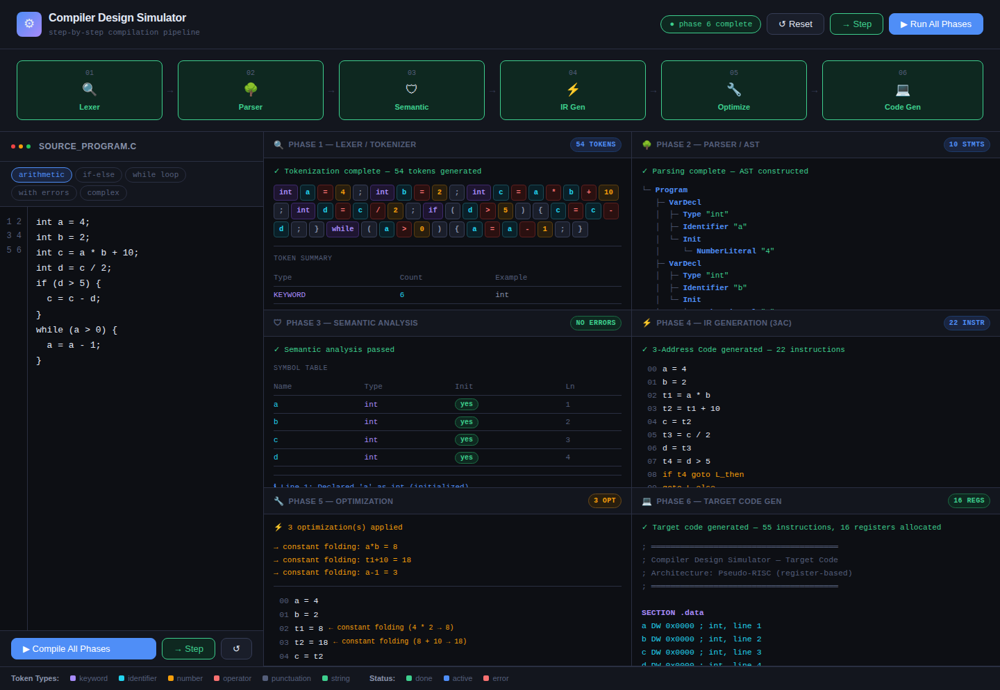 Compiler Design Simulator
step-by-step compilation pipeline
● phase 6 complete
↺ Reset
→ Step
▶ Run All Phases
01
Lexer
→
02
Parser
→
03
Semantic
→
04
IR Gen
→
05
Optimize
→
06
Code Gen
SOURCE_PROGRAM.C
arithmetic if-else while loop
with errors complex
1 2
3 4
5 6
int a = 4;
int b = 2;
int c = a * b + 10;
int d = c / 2;
if (d > 5) {
  c = c - d;
}
while (a > 0) {
  a = a - 1;
}
▶ Compile All Phases
→ Step
↺
PHASE 1 — LEXER / TOKENIZER
54 TOKENS
✓ Tokenization complete — 54 tokens generated
int a = 4 ; int b = 2 ; int c = a * b + 10
; int d = c / 2 ; if ( d > 5 ) { c = c -
d ; } while ( a > 0 ) { a = a - 1 ; }
TOKEN SUMMARY
Type Count Example
KEYWORD 6 int
PHASE 2 — PARSER / AST
10 STMTS
✓ Parsing complete — AST constructed
└─ Program
├─ VarDecl
│ ├─ Type "int"
│ ├─ Identifier "a"
│ └─ Init
│ └─ NumberLiteral "4"
├─ VarDecl
│ ├─ Type "int"
│ ├─ Identifier "b"
│ └─ Init
PHASE 3 — SEMANTIC ANALYSIS
NO ERRORS
✓ Semantic analysis passed
SYMBOL TABLE
Name Type Init Ln
a int yes 1
b int yes 2
c int yes 3
d int yes 4
ℹ Line 1: Declared 'a' as int (initialized)
PHASE 4 — IR GENERATION (3AC)
22 INSTR
✓ 3-Address Code generated — 22 instructions
00 a = 4
01 b = 2
02 t1 = a * b
03 t2 = t1 + 10
04 c = t2
05 t3 = c / 2
06 d = t3
07 t4 = d > 5
08 if t4 goto L_then
09 goto L_else
PHASE 5 — OPTIMIZATION
3 OPT
⚡ 3 optimization(s) applied
→ constant folding: a*b = 8
→ constant folding: t1+10 = 18
→ constant folding: a-1 = 3
00 a = 4
01 b = 2
02 t1 = 8 ← constant folding (4 * 2 → 8)
03 t2 = 18 ← constant folding (8 + 10 → 18)
04 c = t2
PHASE 6 — TARGET CODE GEN
16 REGS
✓ Target code generated — 55 instructions, 16 registers allocated
; ════════════════════════════════════════
; Compiler Design Simulator — Target Code
; Architecture: Pseudo-RISC (register-based)
; ════════════════════════════════════════
SECTION .data
a DW 0x0000 ; int, line 1
b DW 0x0000 ; int, line 2
c DW 0x0000 ; int, line 3
d DW 0x0000 ; int, line 4
Token Types: keyword identifier number operator punctuation string Status: done active error